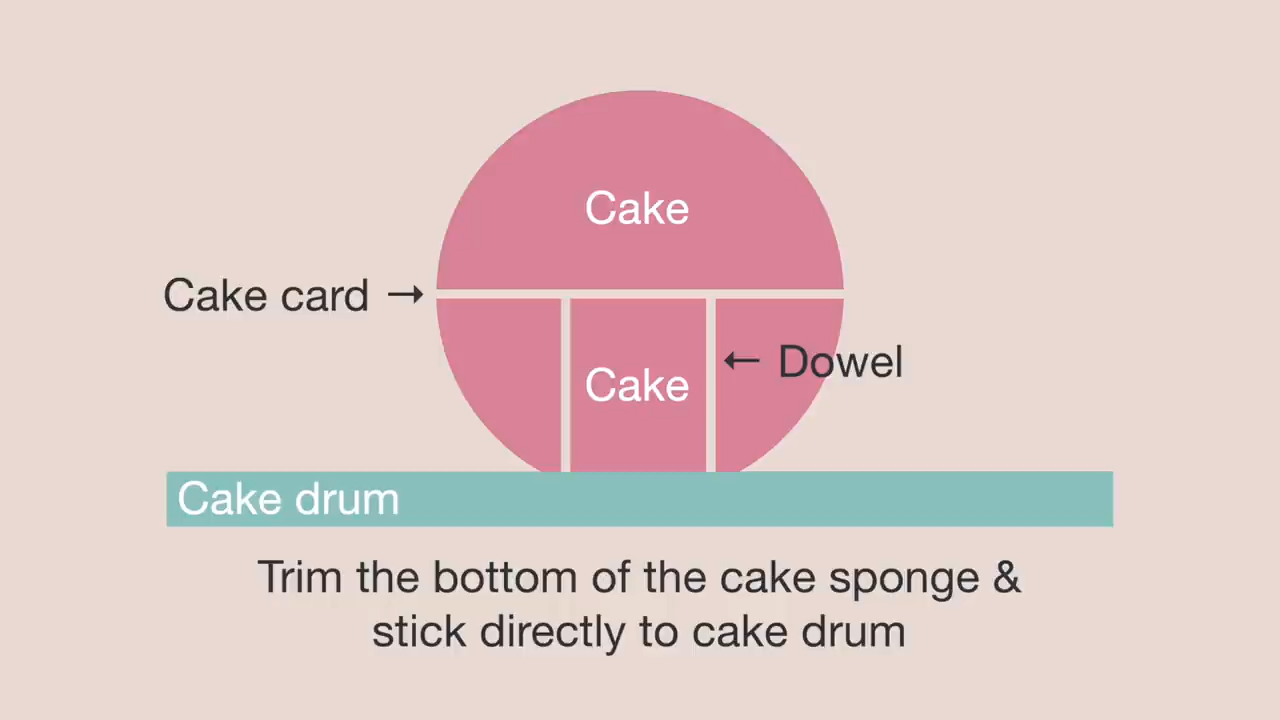 Cake
Cake card →
← Dowel
Cake
Cake drum
Trim the bottom of the cake sponge &
stick directly to cake drum